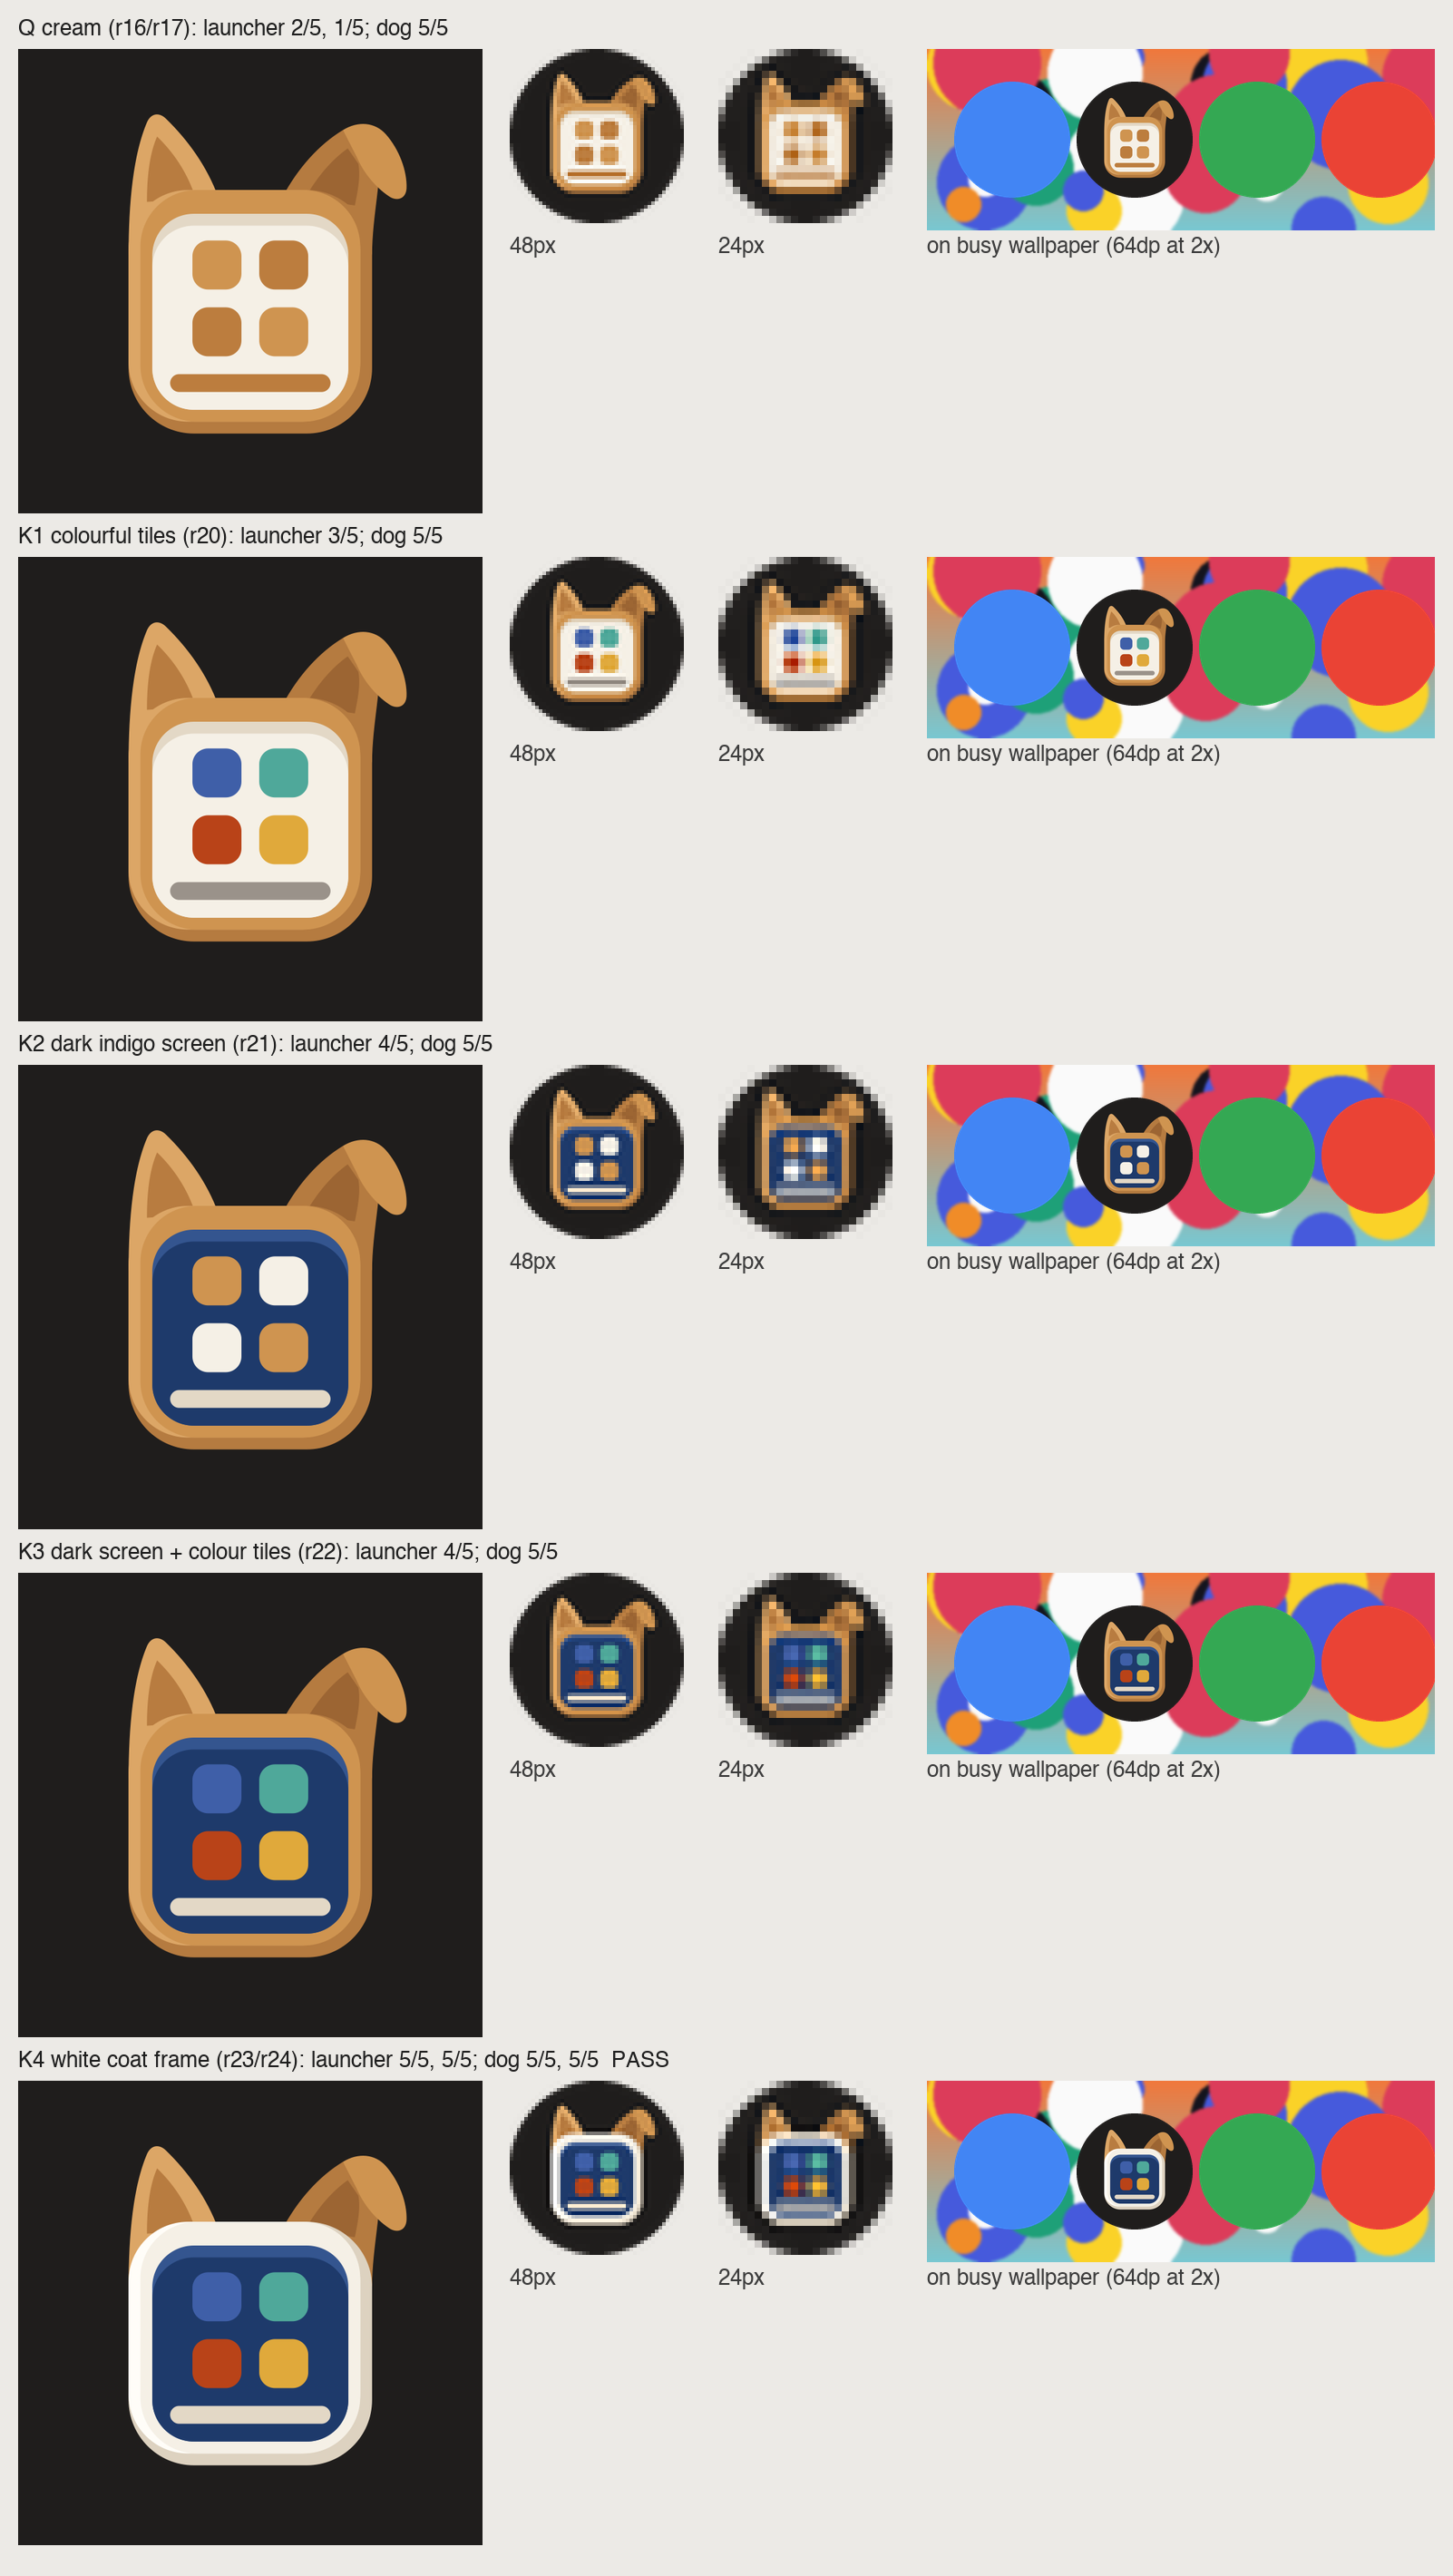 Q cream (r16/r17): launcher 2/5, 1/5; dog 5/5
48px
24px
on busy wallpaper (64dp at 2x)
K1 colourful tiles (r20): launcher 3/5; dog 5/5
48px
24px
on busy wallpaper (64dp at 2x)
K2 dark indigo screen (r21): launcher 4/5; dog 5/5
48px
24px
on busy wallpaper (64dp at 2x)
K3 dark screen + colour tiles (r22): launcher 4/5; dog 5/5
48px
24px
on busy wallpaper (64dp at 2x)
K4 white coat frame (r23/r24): launcher 5/5, 5/5; dog 5/5, 5/5  PASS
48px
24px
on busy wallpaper (64dp at 2x)